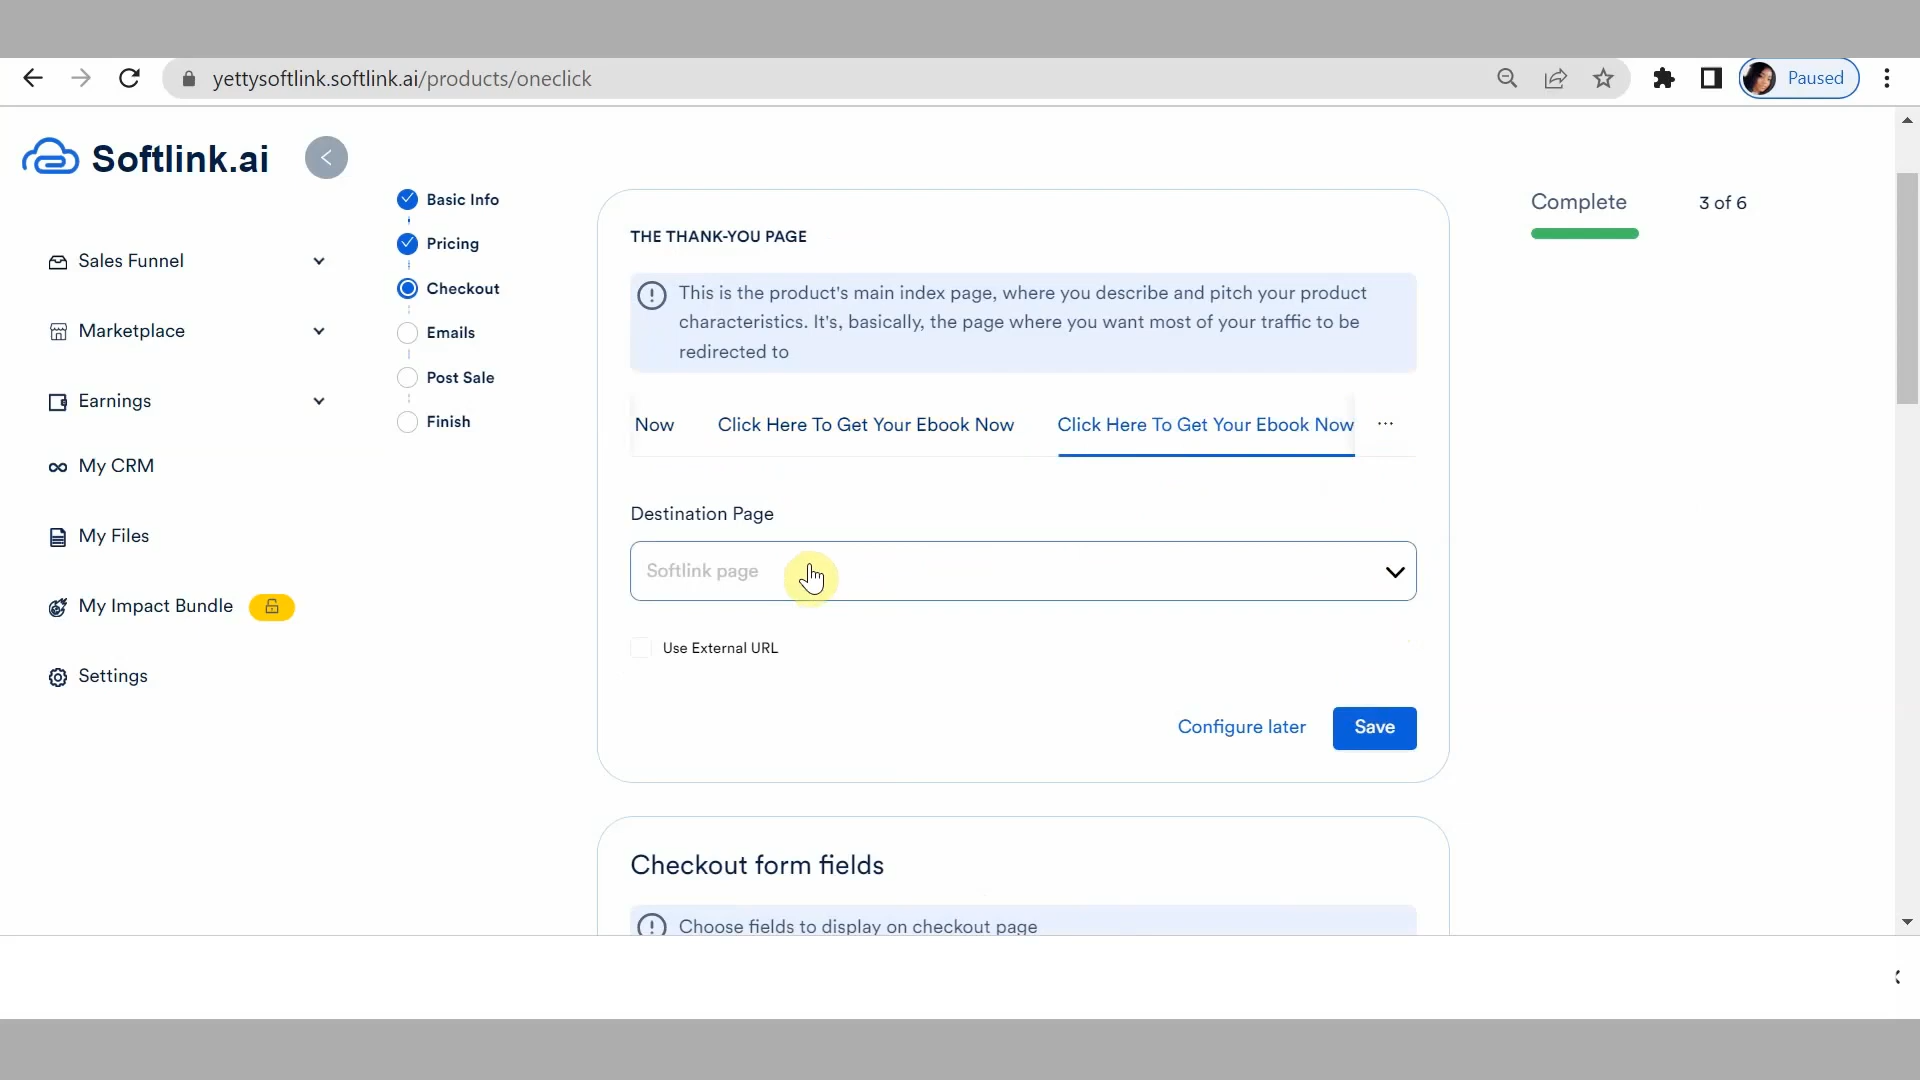 yettysoftlink.softlink.ai/products/oneclick
Paused
Softlink.ai
Sales Funnel
Marketplace
Earnings
My CRM
My Files
My Impact Bundle
Settings
Basic Info
Pricing
Checkout
Emails
Post Sale
Finish
THE THANK-YOU PAGE
This is the product's main index page, where you describe and pitch your product
characteristics. It's, basically, the page where you want most of your traffic to be
redirected to
Now Click Here To Get Your Ebook Now Click Here To Get Your Ebook Now ...
Destination Page
Softlink page
Use External URL
Configure later Save
Checkout form fields
Choose fields to display on checkout page
Complete 3 of 6